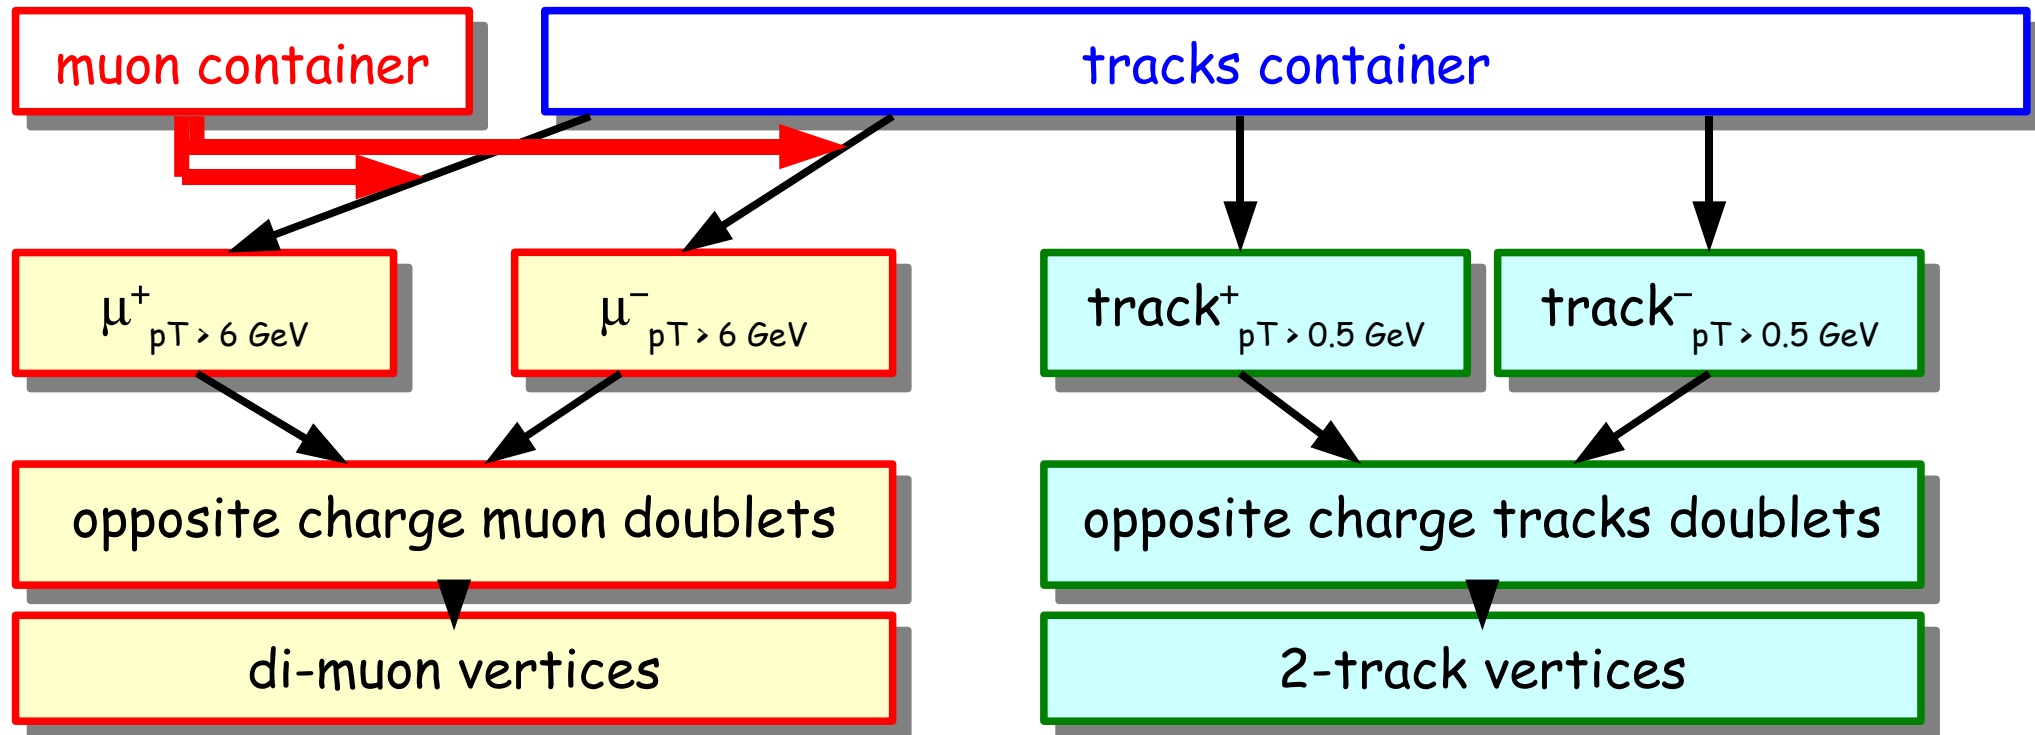 muon container
tracks container
μ⁺ pT > 6 GeV
μ⁻ pT > 6 GeV
track⁺ pT > 0.5 GeV
track⁻ pT > 0.5 GeV
opposite charge muon doublets
opposite charge tracks doublets
di-muon vertices
2-track vertices